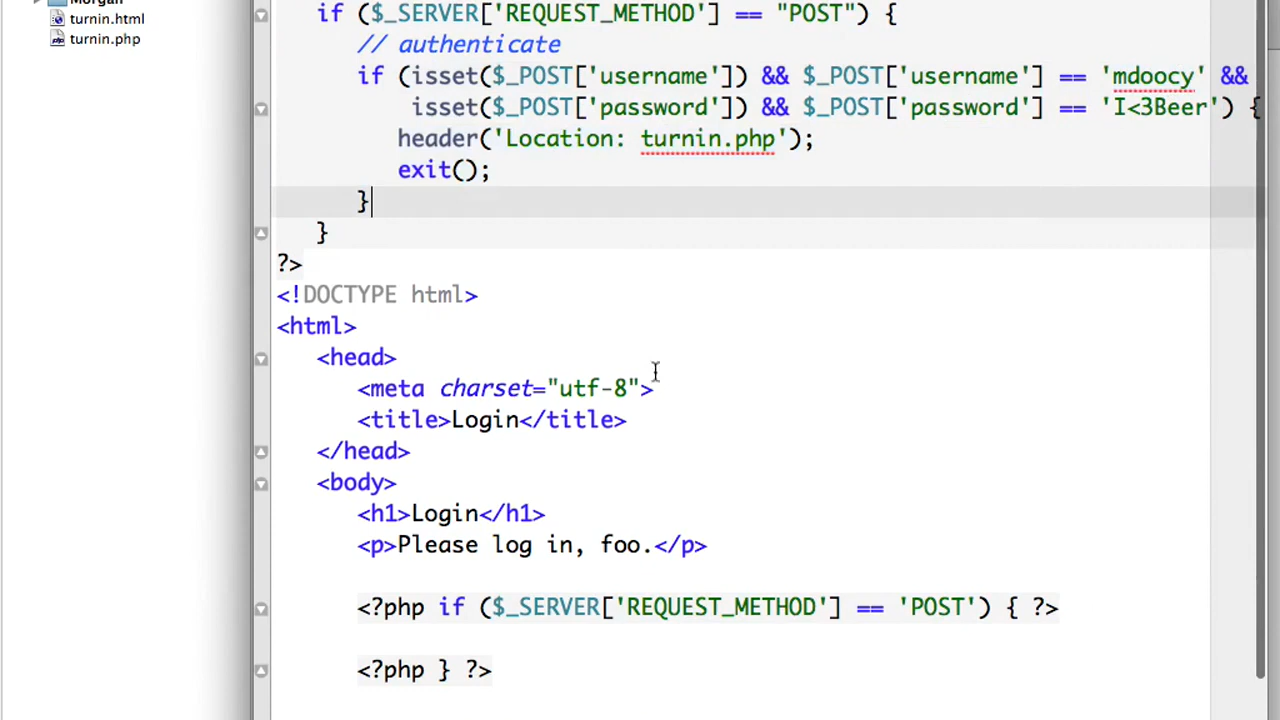 Morgan
turnin.html
turnin.php
if ($_SERVER['REQUEST_METHOD'] == "POST") {
// authenticate
if (isset($_POST['username']) && $_POST['username'] == 'mdoocy' &&
isset($_POST['password']) && $_POST['password'] == 'I<3Beer') {
header('Location: turnin.php');
exit();
}
}
?>
<!DOCTYPE html>
<html>
<head>
<meta charset="utf-8">
<title>Login</title>
</head>
<body>
<h1>Login</h1>
<p>Please log in, foo.</p>
<?php if ($_SERVER['REQUEST_METHOD'] == 'POST') { ?>
<?php } ?>